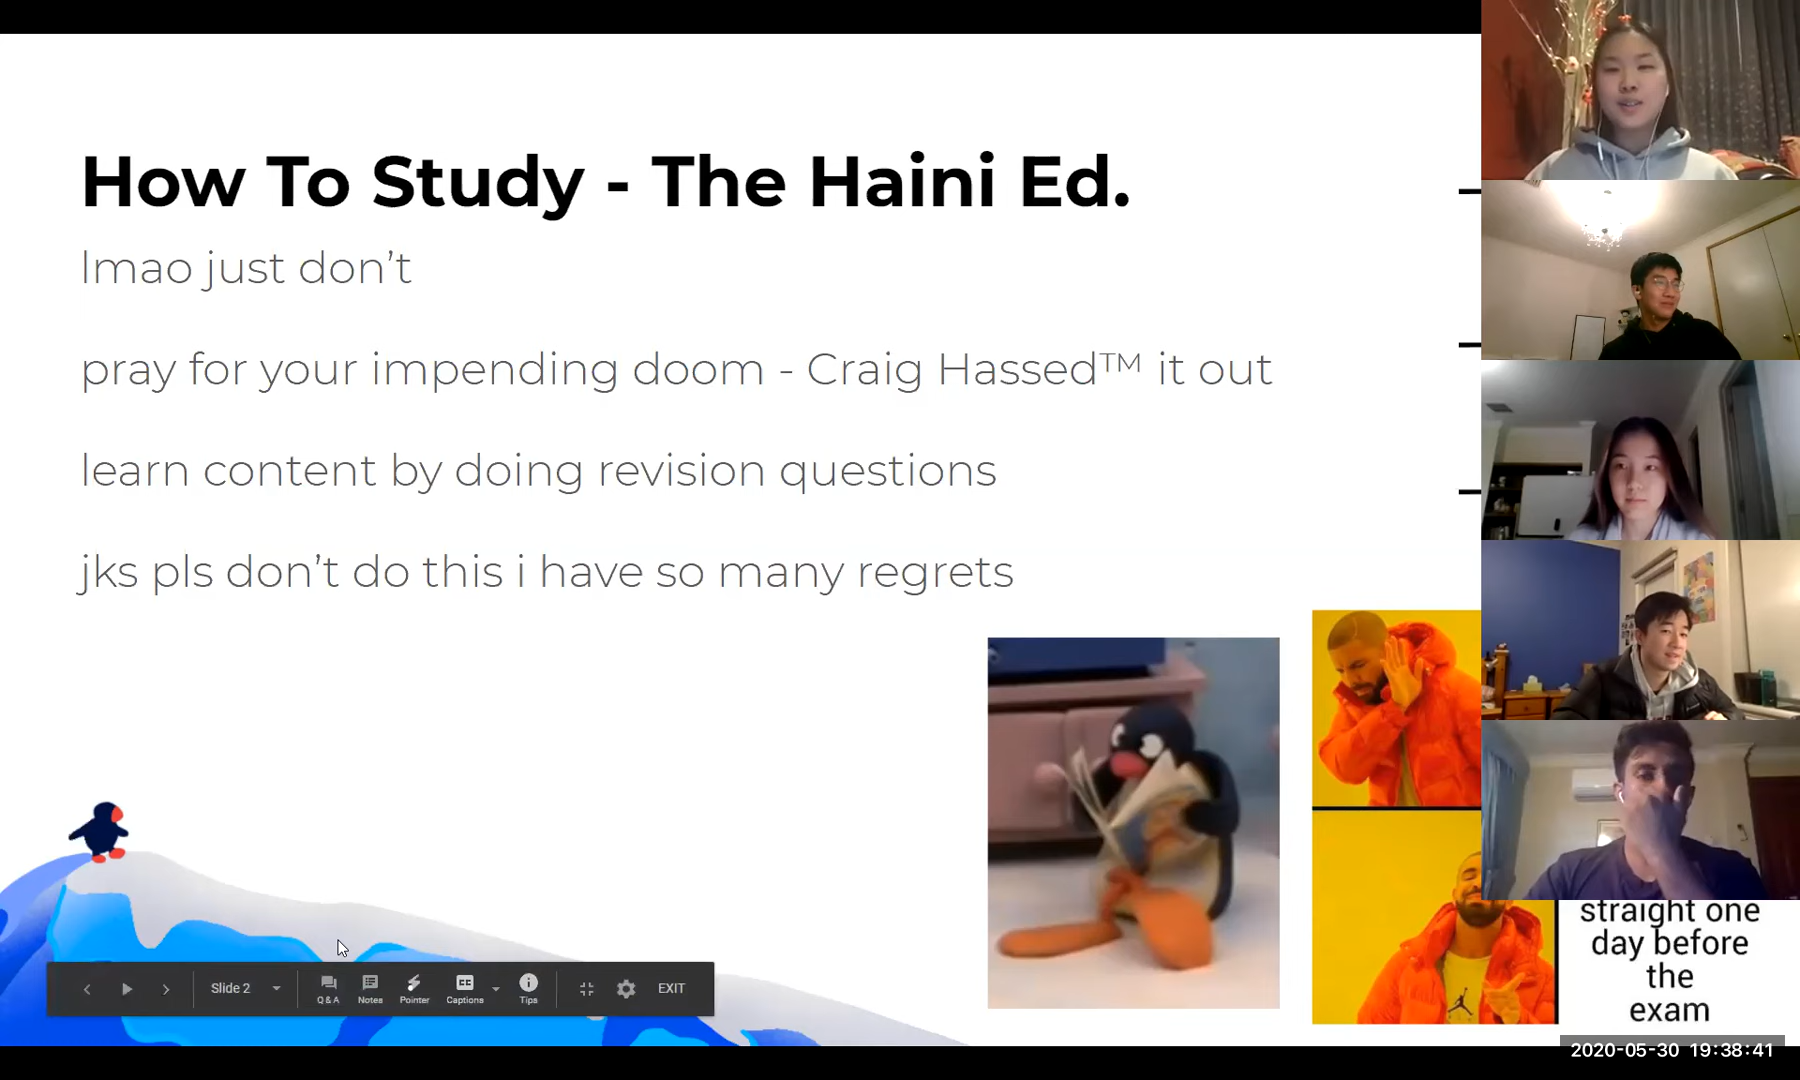 How To Study - The Haini Ed.
lmao just don't
pray for your impending doom - Craig Hassed™ it out
learn content by doing revision questions
jks pls don't do this i have so many regrets
straight one
day before
the
exam
Slide 2
Q & A
Notes
Pointer
Captions
Tips
EXIT
2020-05-30 19:38:41